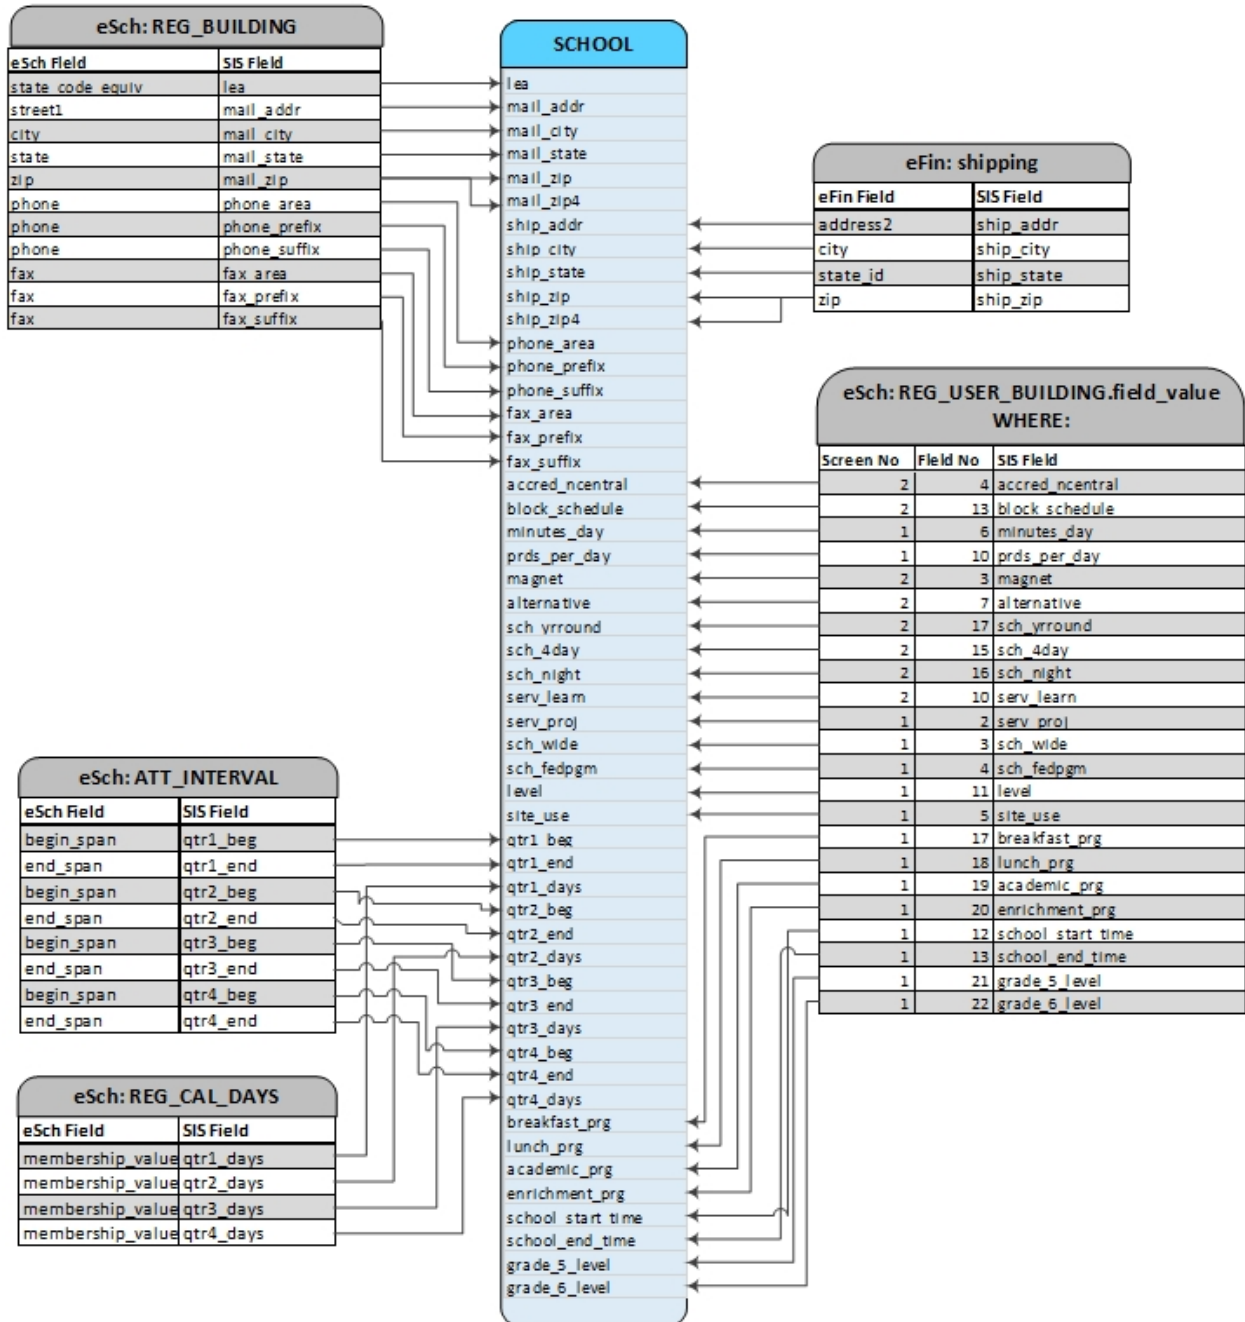 eSch: REG_BUILDING
eSch Field SIS Field
state_code_equiv lea
street1 mail_addr
city mail_city
state mail_state
zip mail_zip
phone phone_area
phone phone_prefix
phone phone_suffix
fax fax_area
fax fax_prefix
fax fax_suffix
SCHOOL
lea
mail_addr
mail_city
mail_state
mail_zip
mail_zip4
ship_addr
ship_city
ship_state
ship_zip
ship_zip4
phone_area
phone_prefix
phone_suffix
fax_area
fax_prefix
fax_suffix
accred_ncentral
block_schedule
minutes_day
prds_per_day
magnet
alternative
sch_yrround
sch_4day
sch_night
serv_learn
serv_proj
sch_wide
sch_fedpgm
level
site_use
qtr1_beg
qtr1_end
qtr1_days
qtr2_beg
qtr2_end
qtr2_days
qtr3_beg
qtr3_end
qtr3_days
qtr4_beg
qtr4_end
qtr4_days
breakfast_prg
lunch_prg
academic_prg
enrichment_prg
school_start_time
school_end_time
grade_5_level
grade_6_level
eFin: shipping
eFin Field SIS Field
address2 ship_addr
city ship_city
state_id ship_state
zip ship_zip
eSch: REG_USER_BUILDING.field_value
WHERE:
Screen No Field No SIS Field
2 4 accred_ncentral
2 13 block_schedule
1 6 minutes_day
1 10 prds_per_day
2 3 magnet
2 7 alternative
2 17 sch_yrround
2 15 sch_4day
2 16 sch_night
2 10 serv_learn
1 2 serv_proj
1 3 sch_wide
1 4 sch_fedpgm
1 11 level
1 5 site_use
1 17 breakfast_prg
1 18 lunch_prg
1 19 academic_prg
1 20 enrichment_prg
1 12 school_start_time
1 13 school_end_time
1 21 grade_5_level
1 22 grade_6_level
eSch: ATT_INTERVAL
eSch Field SIS Field
begin_span qtr1_beg
end_span qtr1_end
begin_span qtr2_beg
end_span qtr2_end
begin_span qtr3_beg
end_span qtr3_end
begin_span qtr4_beg
end_span qtr4_end
eSch: REG_CAL_DAYS
eSch Field SIS Field
membership_value qtr1_days
membership_value qtr2_days
membership_value qtr3_days
membership_value qtr4_days